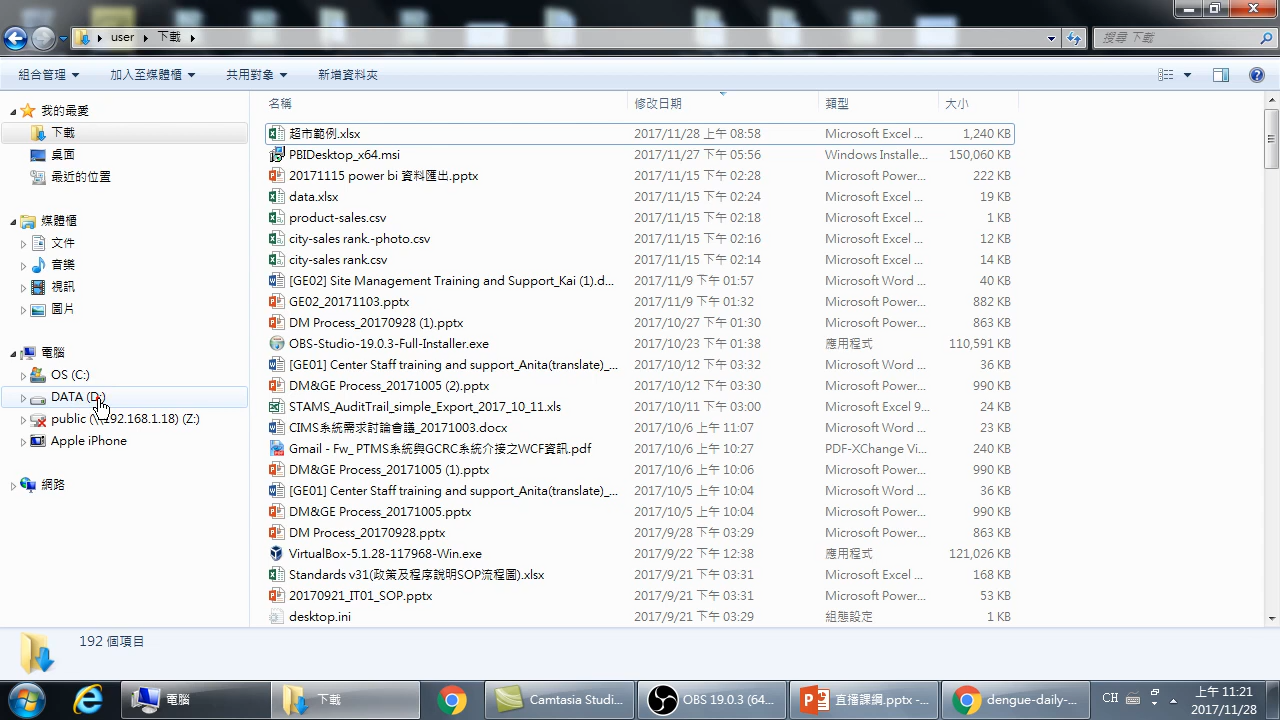 user ▸ 下載 ▸
搜尋 下載
組合管理 加入至媒體櫃 共用對象 新增資料夾
名稱 修改日期 類型 大小
我的最愛
下載
桌面
最近的位置
媒體櫃
文件
音樂
視訊
圖片
電腦
OS (C:)
DATA (D:)
public (\\192.168.1.18) (Z:)
Apple iPhone
網路
超市範例.xlsx 2017/11/28 上午 08:58 Microsoft Excel ... 1,240 KB
PBIDesktop_x64.msi 2017/11/27 下午 05:56 Windows Installe... 150,060 KB
20171115 power bi 資料匯出.pptx 2017/11/15 下午 02:28 Microsoft Power... 222 KB
data.xlsx 2017/11/15 下午 02:24 Microsoft Excel ... 19 KB
product-sales.csv 2017/11/15 下午 02:18 Microsoft Excel ... 1 KB
city-sales rank.-photo.csv 2017/11/15 下午 02:16 Microsoft Excel ... 12 KB
city-sales rank.csv 2017/11/15 下午 02:14 Microsoft Excel ... 14 KB
[GE02] Site Management Training and Support_Kai (1).d... 2017/11/9 下午 01:57 Microsoft Word ... 40 KB
GE02_20171103.pptx 2017/11/9 下午 01:32 Microsoft Power... 882 KB
DM Process_20170928 (1).pptx 2017/10/27 下午 01:30 Microsoft Power... 863 KB
OBS-Studio-19.0.3-Full-Installer.exe 2017/10/23 下午 01:38 應用程式 110,591 KB
[GE01] Center Staff training and support_Anita(translate)_... 2017/10/12 下午 03:32 Microsoft Word ... 36 KB
DM&GE Process_20171005 (2).pptx 2017/10/12 下午 03:30 Microsoft Power... 990 KB
STAMS_AuditTrail_simple_Export_2017_10_11.xls 2017/10/11 下午 03:00 Microsoft Excel 9... 24 KB
CIMS系統需求討論會議_20171003.docx 2017/10/6 上午 11:07 Microsoft Word ... 23 KB
Gmail - Fw_ PTMS系統與GCRC系統介接之WCF資訊.pdf 2017/10/6 上午 10:27 PDF-XChange Vi... 240 KB
DM&GE Process_20171005 (1).pptx 2017/10/6 上午 10:06 Microsoft Power... 990 KB
[GE01] Center Staff training and support_Anita(translate)_... 2017/10/5 上午 10:04 Microsoft Word ... 36 KB
DM&GE Process_20171005.pptx 2017/10/5 上午 10:04 Microsoft Power... 990 KB
DM Process_20170928.pptx 2017/9/28 下午 03:29 Microsoft Power... 863 KB
VirtualBox-5.1.28-117968-Win.exe 2017/9/22 下午 12:38 應用程式 121,026 KB
Standards v31(政策及程序說明SOP流程圖).xlsx 2017/9/21 下午 03:31 Microsoft Excel ... 168 KB
20170921_IT01_SOP.pptx 2017/9/21 下午 03:31 Microsoft Power... 53 KB
desktop.ini 2017/9/21 下午 03:29 組態設定 1 KB
192 個項目
電腦 下載 Camtasia Studi... OBS 19.0.3 (64... 直播課綱.pptx -... dengue-daily-... CH 上午 11:21
2017/11/28